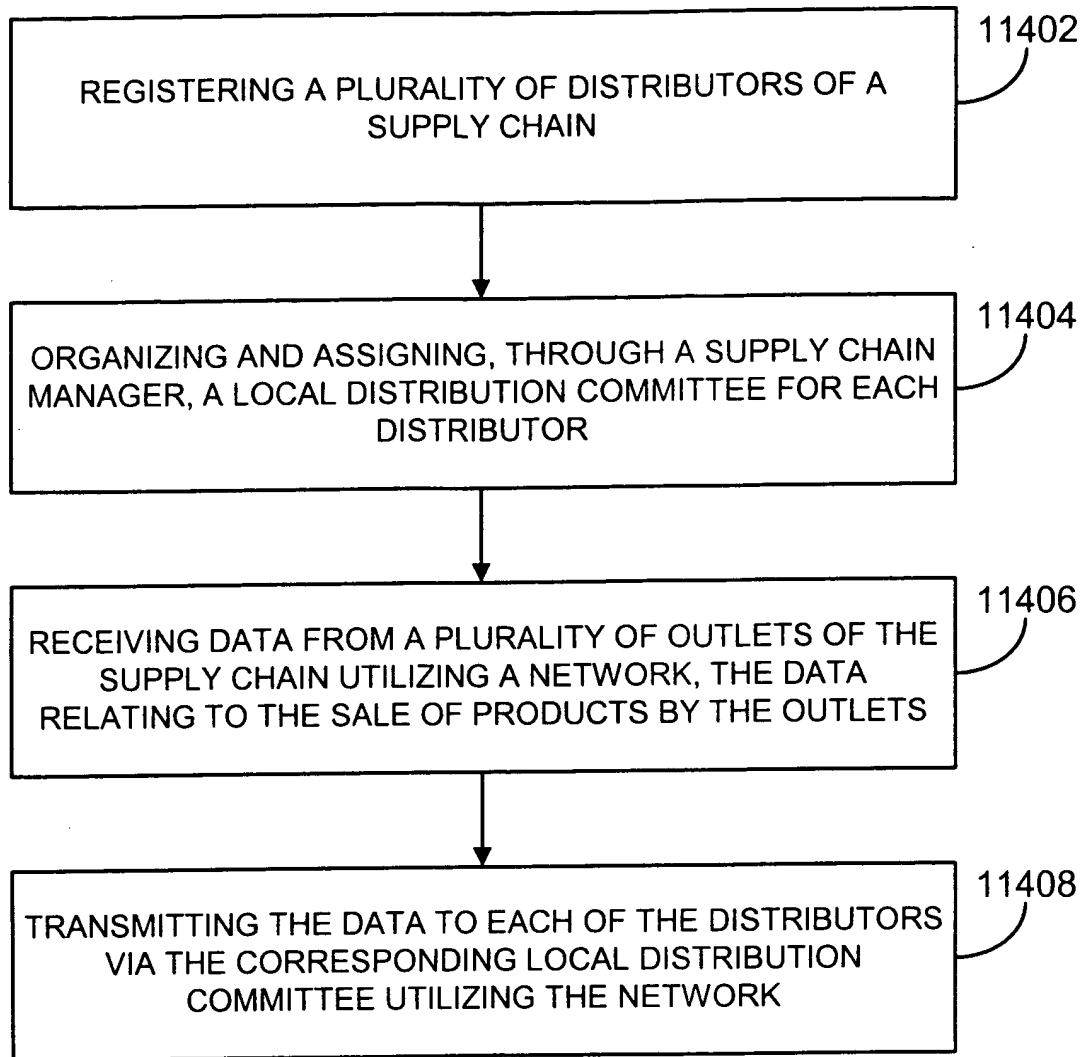 11402
REGISTERING A PLURALITY OF DISTRIBUTORS OF A
SUPPLY CHAIN
11404
ORGANIZING AND ASSIGNING, THROUGH A SUPPLY CHAIN
MANAGER, A LOCAL DISTRIBUTION COMMITTEE FOR EACH
DISTRIBUTOR
11406
RECEIVING DATA FROM A PLURALITY OF OUTLETS OF THE
SUPPLY CHAIN UTILIZING A NETWORK, THE DATA
RELATING TO THE SALE OF PRODUCTS BY THE OUTLETS
11408
TRANSMITTING THE DATA TO EACH OF THE DISTRIBUTORS
VIA THE CORRESPONDING LOCAL DISTRIBUTION
COMMITTEE UTILIZING THE NETWORK